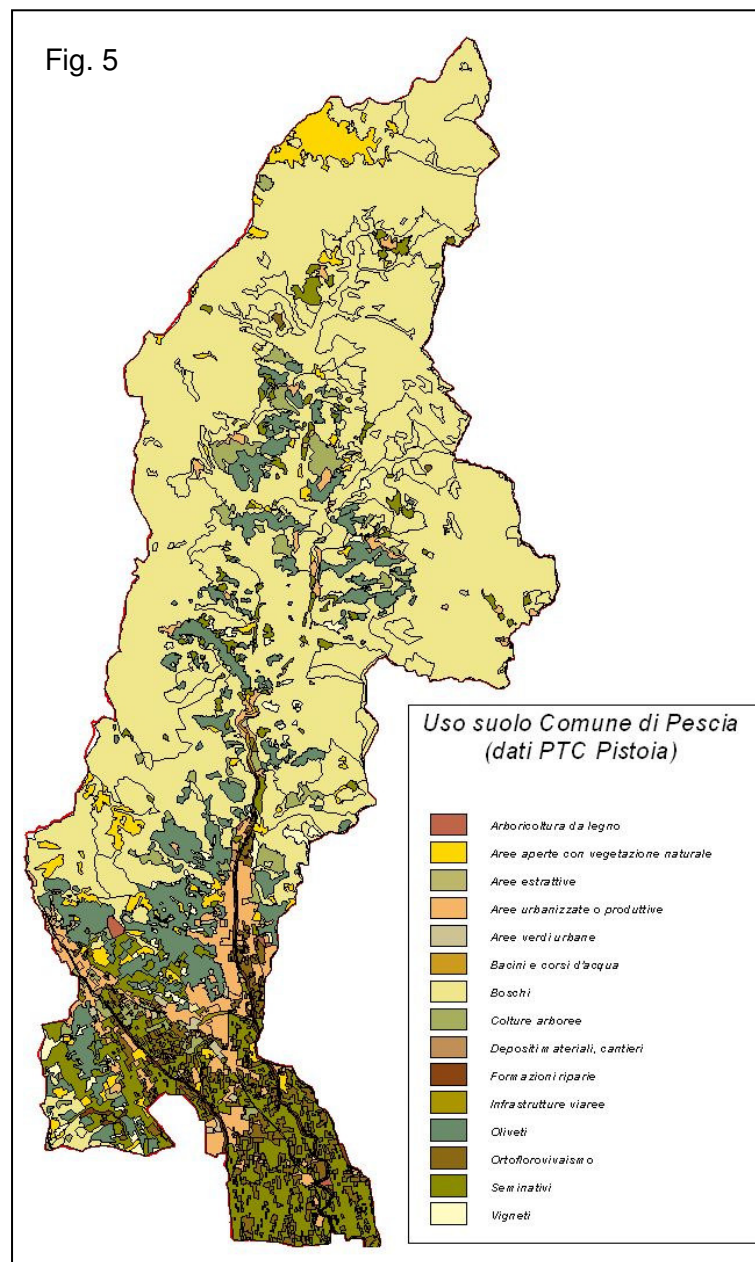 Fig. 5
Uso suolo Comune di Pescia
(dati PTC Pistoia)
Arboricoltura da legno
Aree aperte con vegetazione naturale
Aree estrattive
Aree urbanizzate o produttive
Aree verdi urbane
Bacini e corsi d'acqua
Boschi
Colture arboree
Depositi materiali, cantieri
Formazioni riparie
Infrastrutture viaree
Oliveti
Ortoflorovivaismo
Seminativi
Vigneti